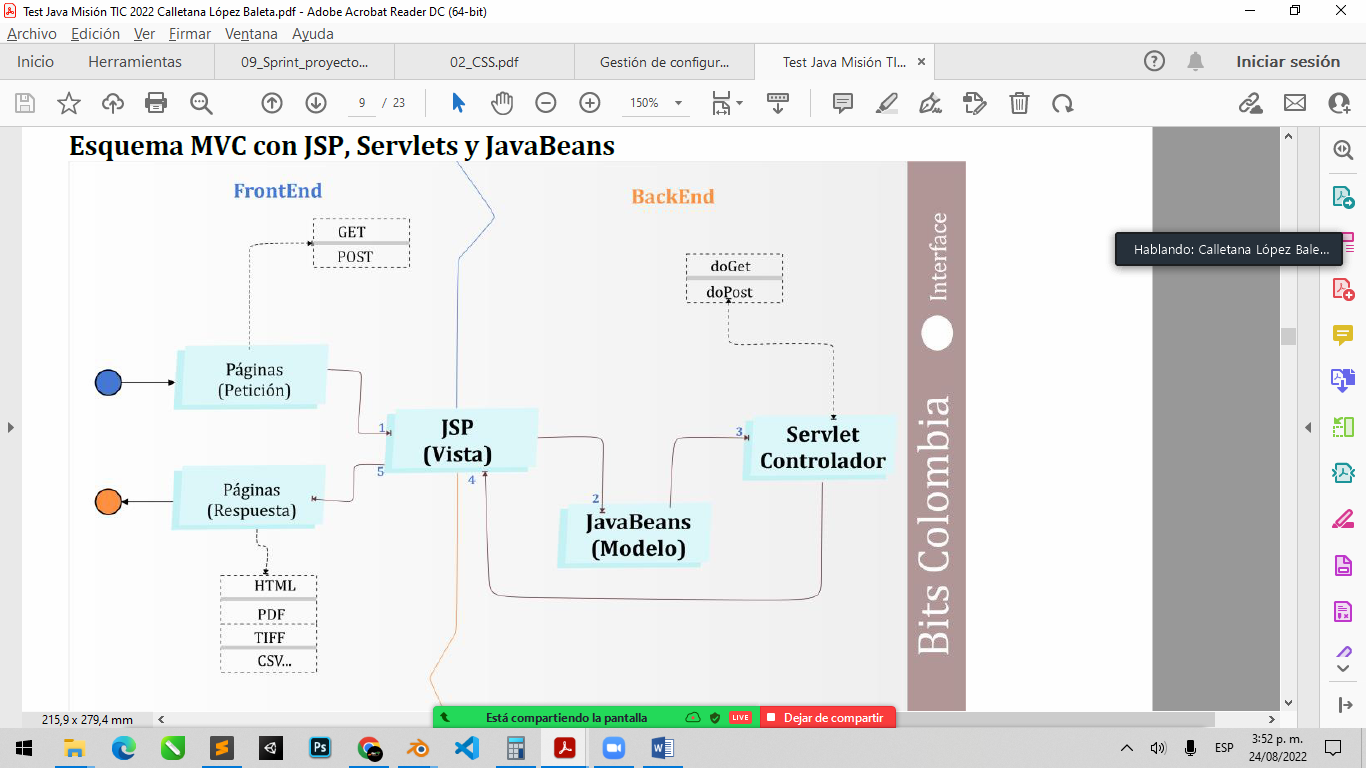 Test Java Misión TIC 2022 Calletana López Baleta.pdf - Adobe Acrobat Reader DC (64-bit)
Archivo Edición Ver Firmar Ventana Ayuda
Inicio Herramientas 09_Sprint_proyecto... 02_CSS.pdf Gestión de configur... Test Java Misión TI... × Iniciar sesión
9 / 23 150%
Esquema MVC con JSP, Servlets y JavaBeans
FrontEnd
BackEnd
GET
POST
doGet
doPost
Páginas
(Petición)
1
JSP
(Vista)
5
4
3
Servlet
Controlador
Páginas
(Respuesta)
2
JavaBeans
(Modelo)
HTML
PDF
TIFF
CSV...
Bits Colombia
Interface
Hablando: Calletana López Bale...
215,9 x 279,4 mm
Está compartiendo la pantalla LIVE Dejar de compartir
Ps
ESP
3:52 p. m.
24/08/2022